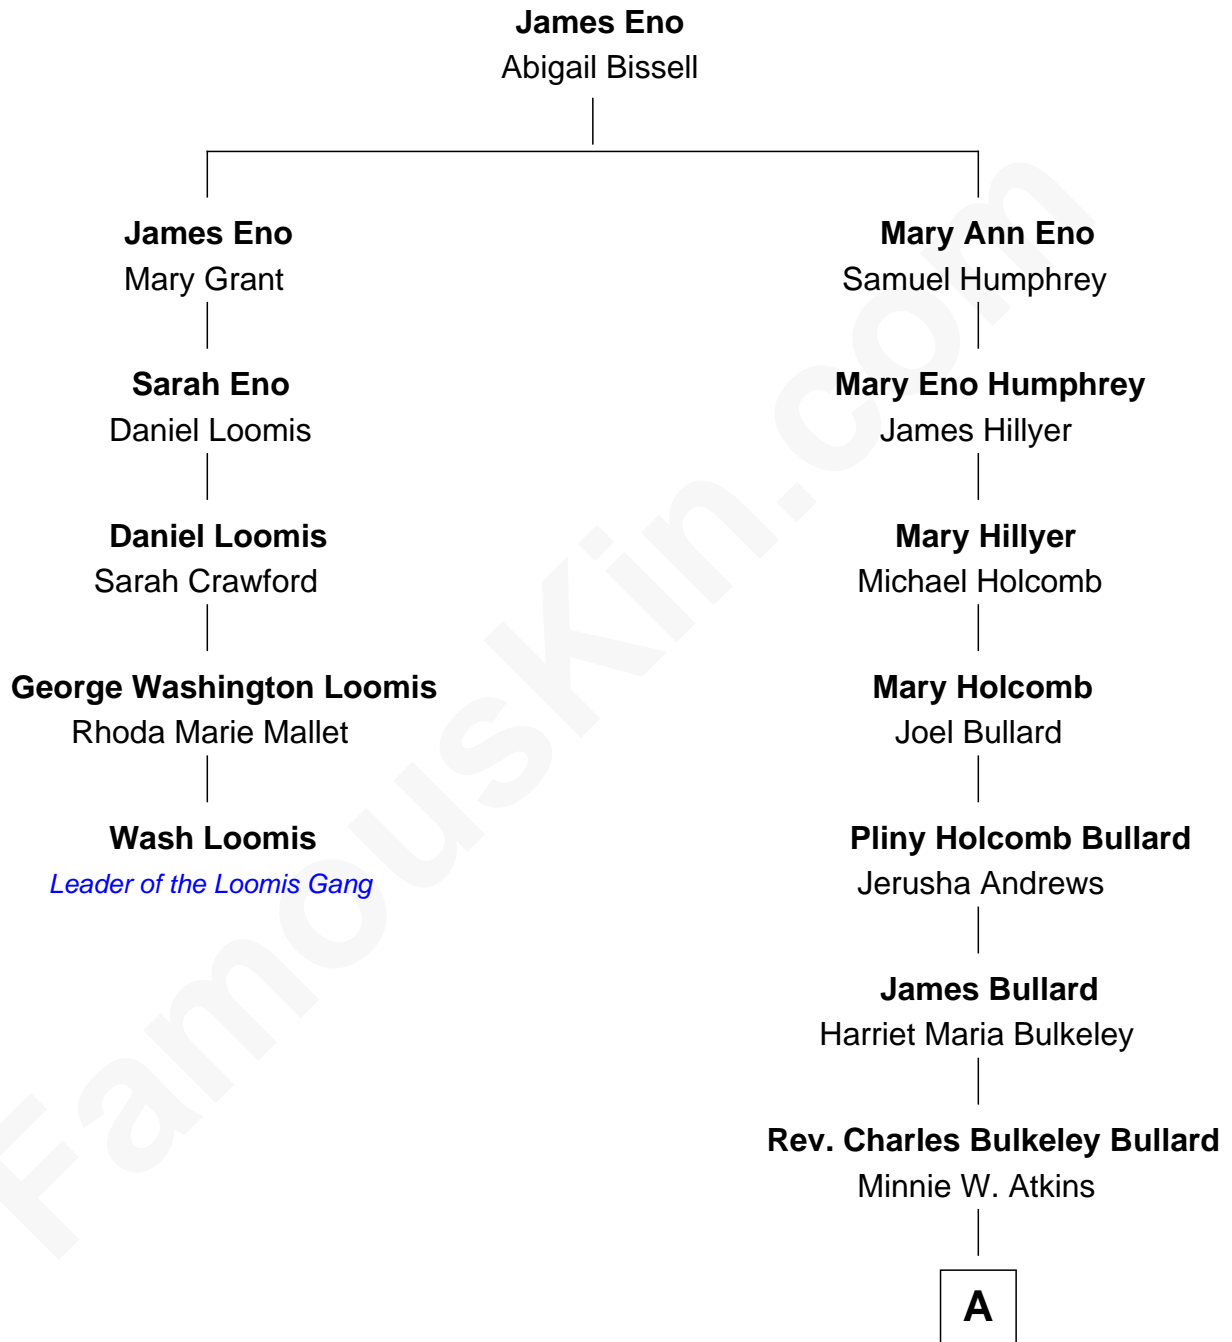 James Eno
Abigail Bissell
James Eno
Mary Grant
Sarah Eno
Daniel Loomis
Daniel Loomis
Sarah Crawford
George Washington Loomis
Rhoda Marie Mallet
Wash Loomis
Leader of the Loomis Gang
Mary Ann Eno
Samuel Humphrey
Mary Eno Humphrey
James Hillyer
Mary Hillyer
Michael Holcomb
Mary Holcomb
Joel Bullard
Pliny Holcomb Bullard
Jerusha Andrews
James Bullard
Harriet Maria Bulkeley
Rev. Charles Bulkeley Bullard
Minnie W. Atkins
A
FamousKin.com